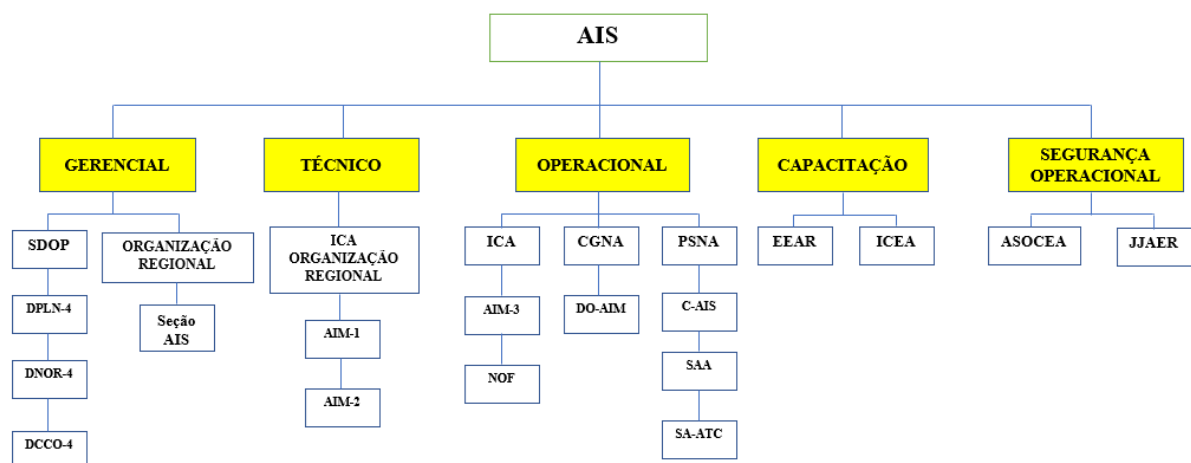 AIS
GERENCIAL
TÉCNICO
OPERACIONAL
CAPACITAÇÃO
SEGURANÇA
OPERACIONAL
SDOP
ORGANIZAÇÃO
REGIONAL
ICA
ORGANIZAÇÃO
REGIONAL
ICA
CGNA
PSNA
EEAR
ICEA
ASOCEA
JJAER
DPLN-4
Seção
AIS
AIM-1
AIM-3
DO-AIM
C-AIS
DNOR-4
AIM-2
NOF
SAA
DCCO-4
SA-ATC